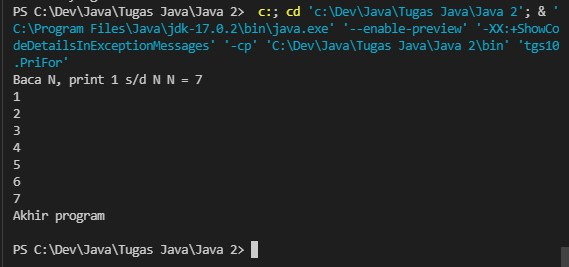 PS C:\Dev\Java\Tugas Java\Java 2>  c:; cd 'c:\Dev\Java\Tugas Java\Java 2'; & '
C:\Program Files\Java\jdk-17.0.2\bin\java.exe' '--enable-preview' '-XX:+ShowCo
deDetailsInExceptionMessages' '-cp' 'C:\Dev\Java\Tugas Java\Java 2\bin' 'tgs10
.PriFor'
Baca N, print 1 s/d N N = 7
1
2
3
4
5
6
7
Akhir program
PS C:\Dev\Java\Tugas Java\Java 2>